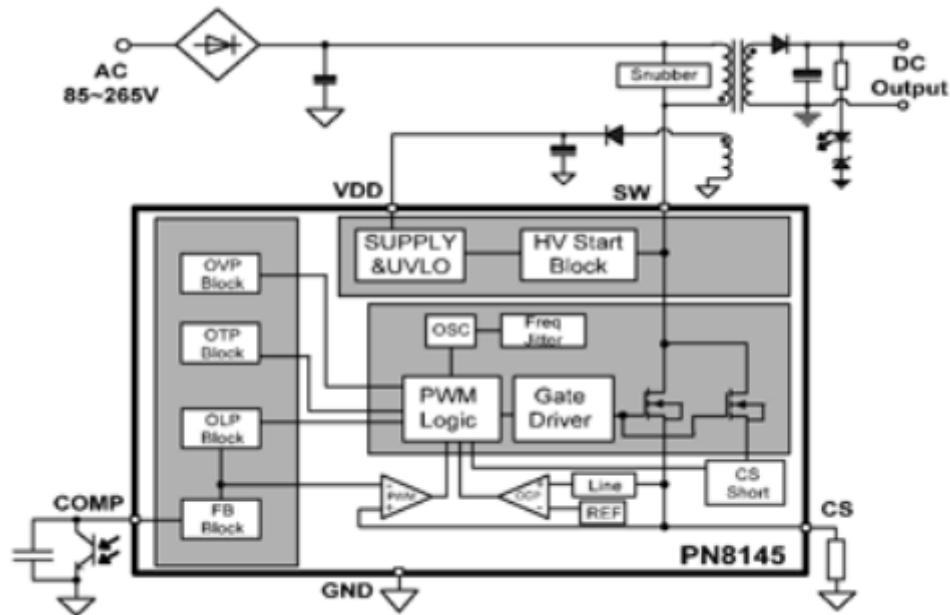 AC
85~265V
Snubber
DC
Output
VDD
SW
SUPPLY
&UVLO
HV Start
Block
OVP
Block
OTP
Block
OLP
Block
FB
Block
OSC
Freq
Jitter
PWM
Logic
Gate
Driver
- PWM
+
+ OCP
-
Line
REF
CS
Short
COMP
CS
PN8145
GND